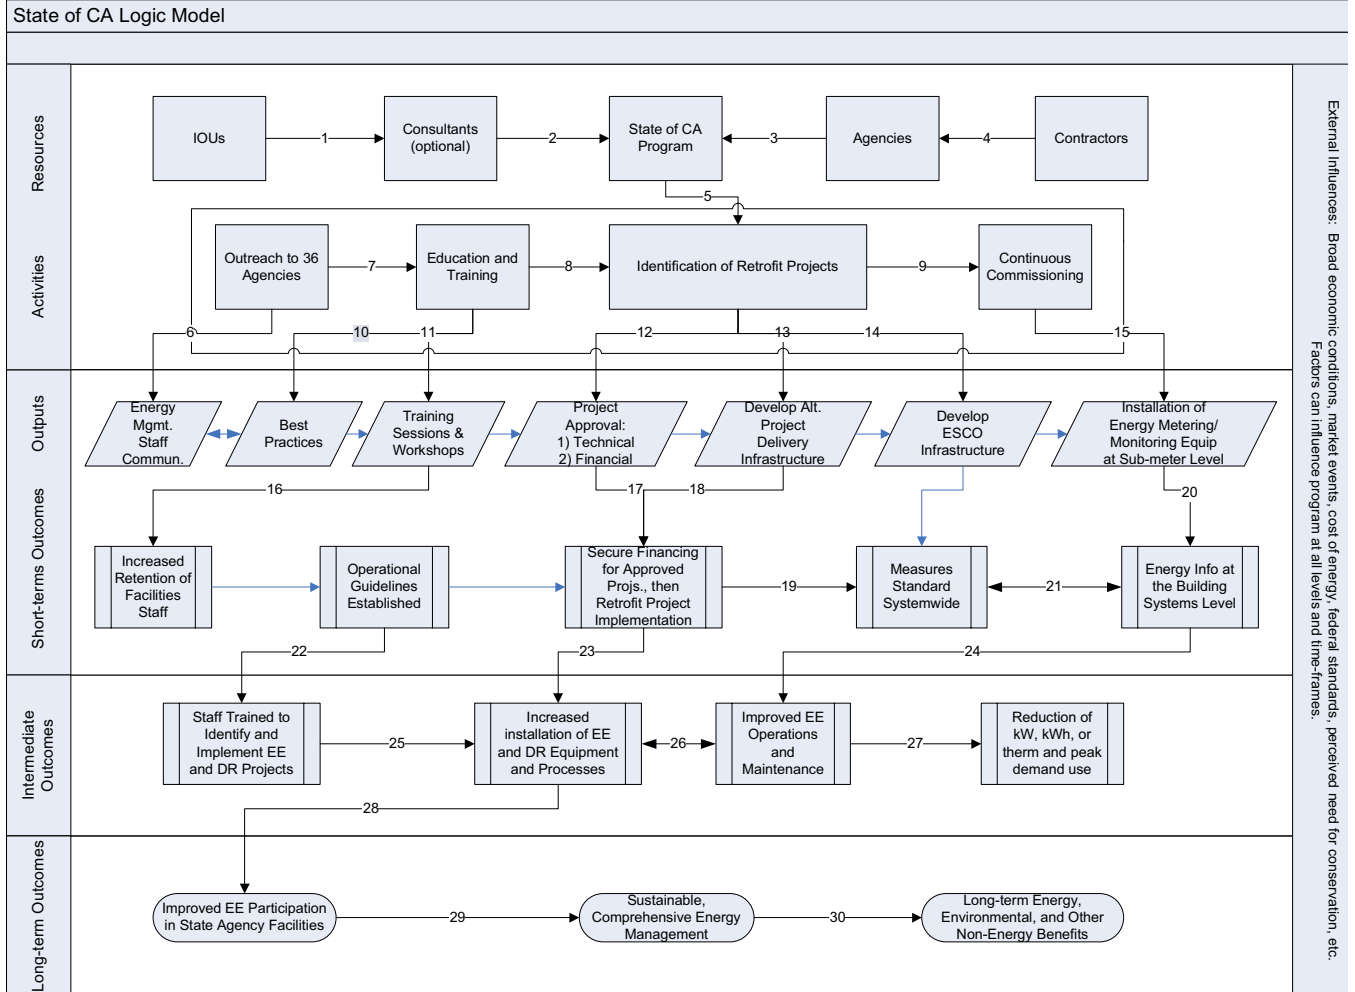 State of CA Logic Model
Resources
IOUs
1
Consultants
(optional)
2
State of CA
Program
3
Agencies
4
Contractors
5
Activities
Outreach to 36
Agencies
7
Education and
Training
8
Identification of Retrofit Projects
9
Continuous
Commissioning
6
10
11
12
13
14
15
Outputs
Energy
Mgmt.
Staff
Commun.
Best
Practices
Training
Sessions &
Workshops
Project
Approval:
1) Technical
2) Financial
Develop Alt.
Project
Delivery
Infrastructure
Develop
ESCO
Infrastructure
Installation of
Energy Metering/
Monitoring Equip
at Sub-meter Level
16
17
18
20
Short-terms Outcomes
Increased
Retention of
Facilities
Staff
Operational
Guidelines
Established
Secure Financing
for Approved
Projs., then
Retrofit Project
Implementation
19
Measures
Standard
Systemwide
21
Energy Info at
the Building
Systems Level
22
23
24
Intermediate
Outcomes
Staff Trained to
Identify and
Implement EE
and DR Projects
25
Increased
installation of EE
and DR Equipment
and Processes
26
Improved EE
Operations
and
Maintenance
27
Reduction of
kW, kWh, or
therm and peak
demand use
28
Long-term Outcomes
Improved EE Participation
in State Agency Facilities
29
Sustainable,
Comprehensive Energy
Management
30
Long-term Energy,
Environmental, and Other
Non-Energy Benefits
External Influences: Broad economic conditions, market events, cost of energy, federal standards, perceived need for conservation, etc.
Factors can influence program at all levels and time-frames.